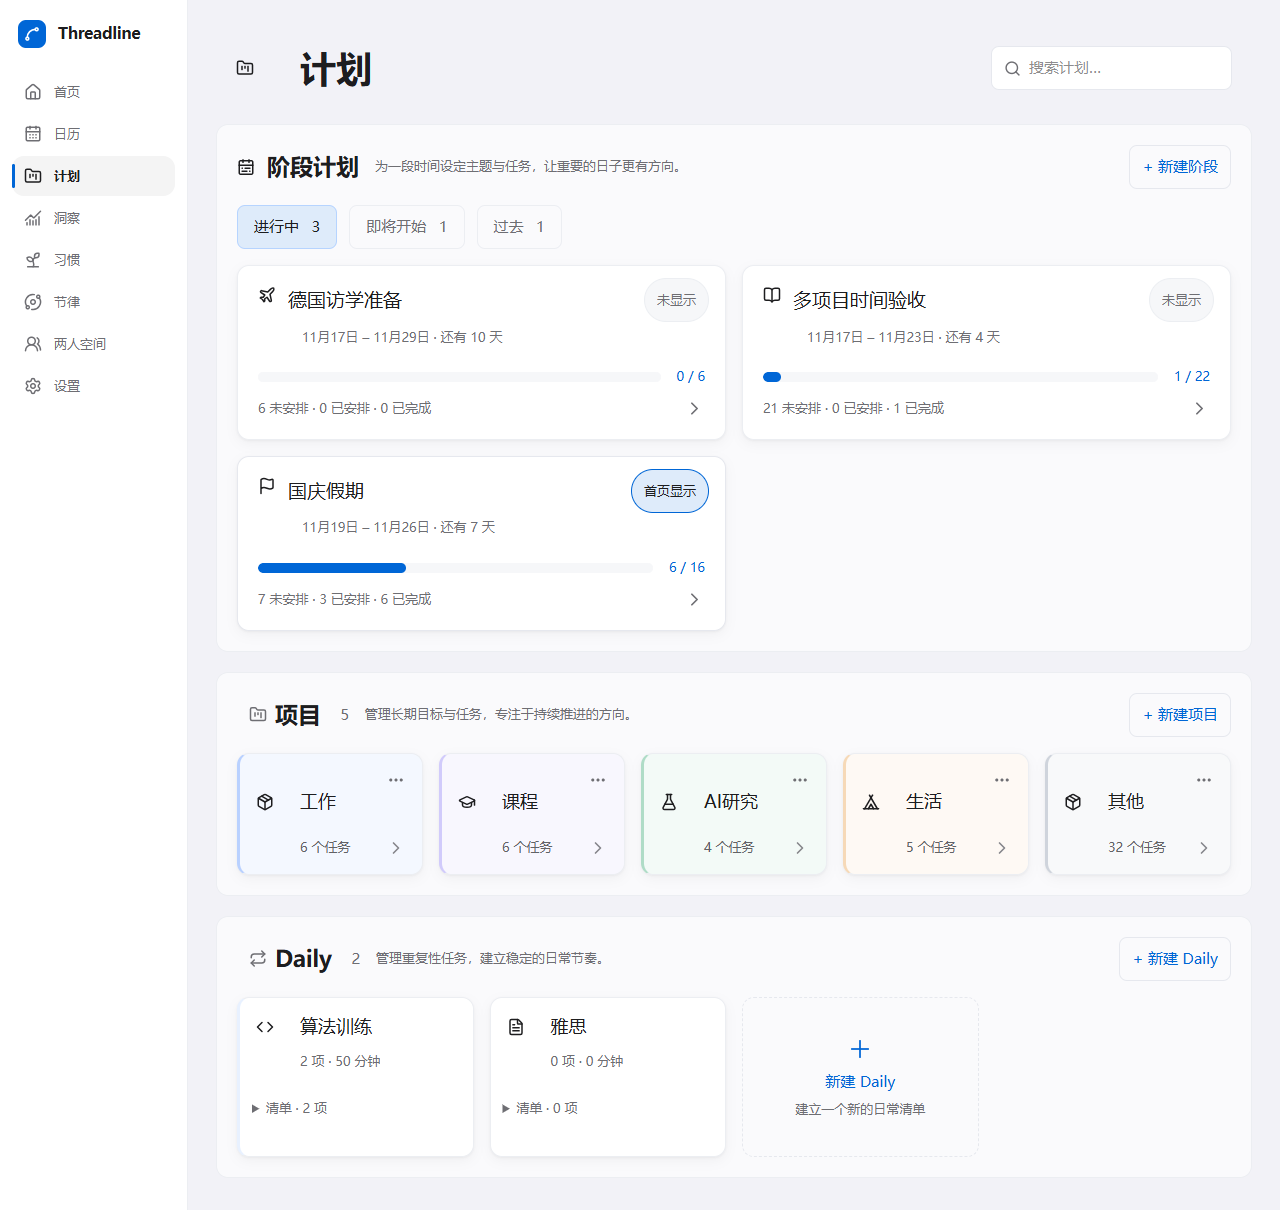 Threadline
首页
日历
计划
洞察
习惯
节律
两人空间
设置
计划
搜索计划...
阶段计划 为一段时间设定主题与任务，让重要的日子更有方向。
+ 新建阶段
进行中 3 即将开始 1 过去 1
德国访学准备 未显示
11月17日 – 11月29日 · 还有 10 天
0 / 6
6 未安排 · 0 已安排 · 0 已完成
多项目时间验收 未显示
11月17日 – 11月23日 · 还有 4 天
1 / 22
21 未安排 · 0 已安排 · 1 已完成
国庆假期 首页显示
11月19日 – 11月26日 · 还有 7 天
6 / 16
7 未安排 · 3 已安排 · 6 已完成
项目 5 管理长期目标与任务，专注于持续推进的方向。
+ 新建项目
工作
6 个任务
课程
6 个任务
AI研究
4 个任务
生活
5 个任务
其他
32 个任务
Daily 2 管理重复性任务，建立稳定的日常节奏。
+ 新建 Daily
算法训练
2 项 · 50 分钟
清单 · 2 项
雅思
0 项 · 0 分钟
清单 · 0 项
新建 Daily
建立一个新的日常清单